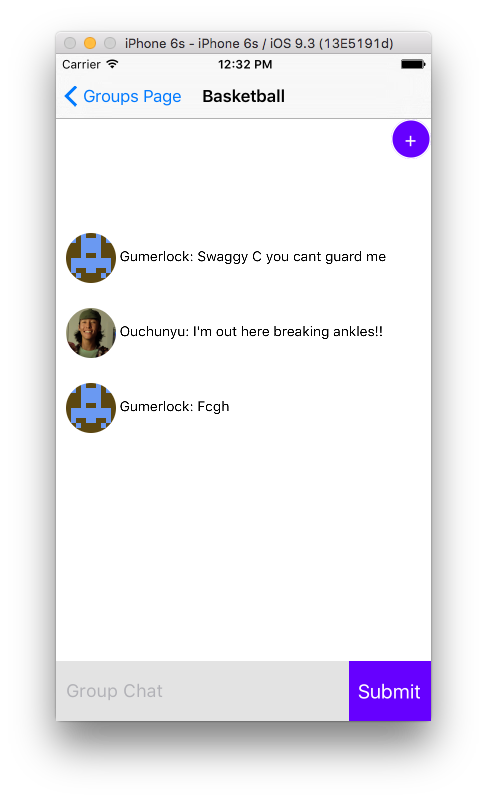 iPhone 6s - iPhone 6s / iOS 9.3 (13E5191d)
Carrier 12:32 PM
Groups Page Basketball
+
Gumerlock: Swaggy C you cant guard me
Ouchunyu: I'm out here breaking ankles!!
Gumerlock: Fcgh
Group Chat Submit